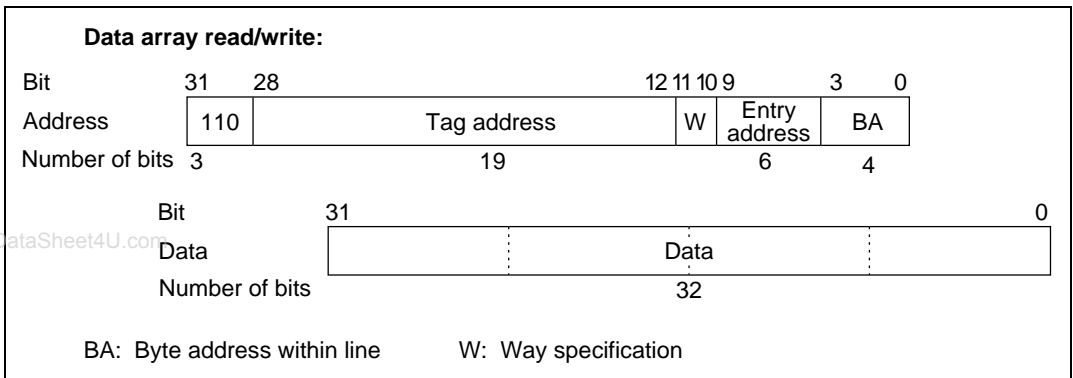 Data array read/write:
Bit 31 28 12 11 10 9 3 0
Address 110 Tag address W Entry address BA
Number of bits 3 19 6 4
Bit 31 0
DataSheet4U.com
Data Data
Number of bits 32
BA: Byte address within line W: Way specification